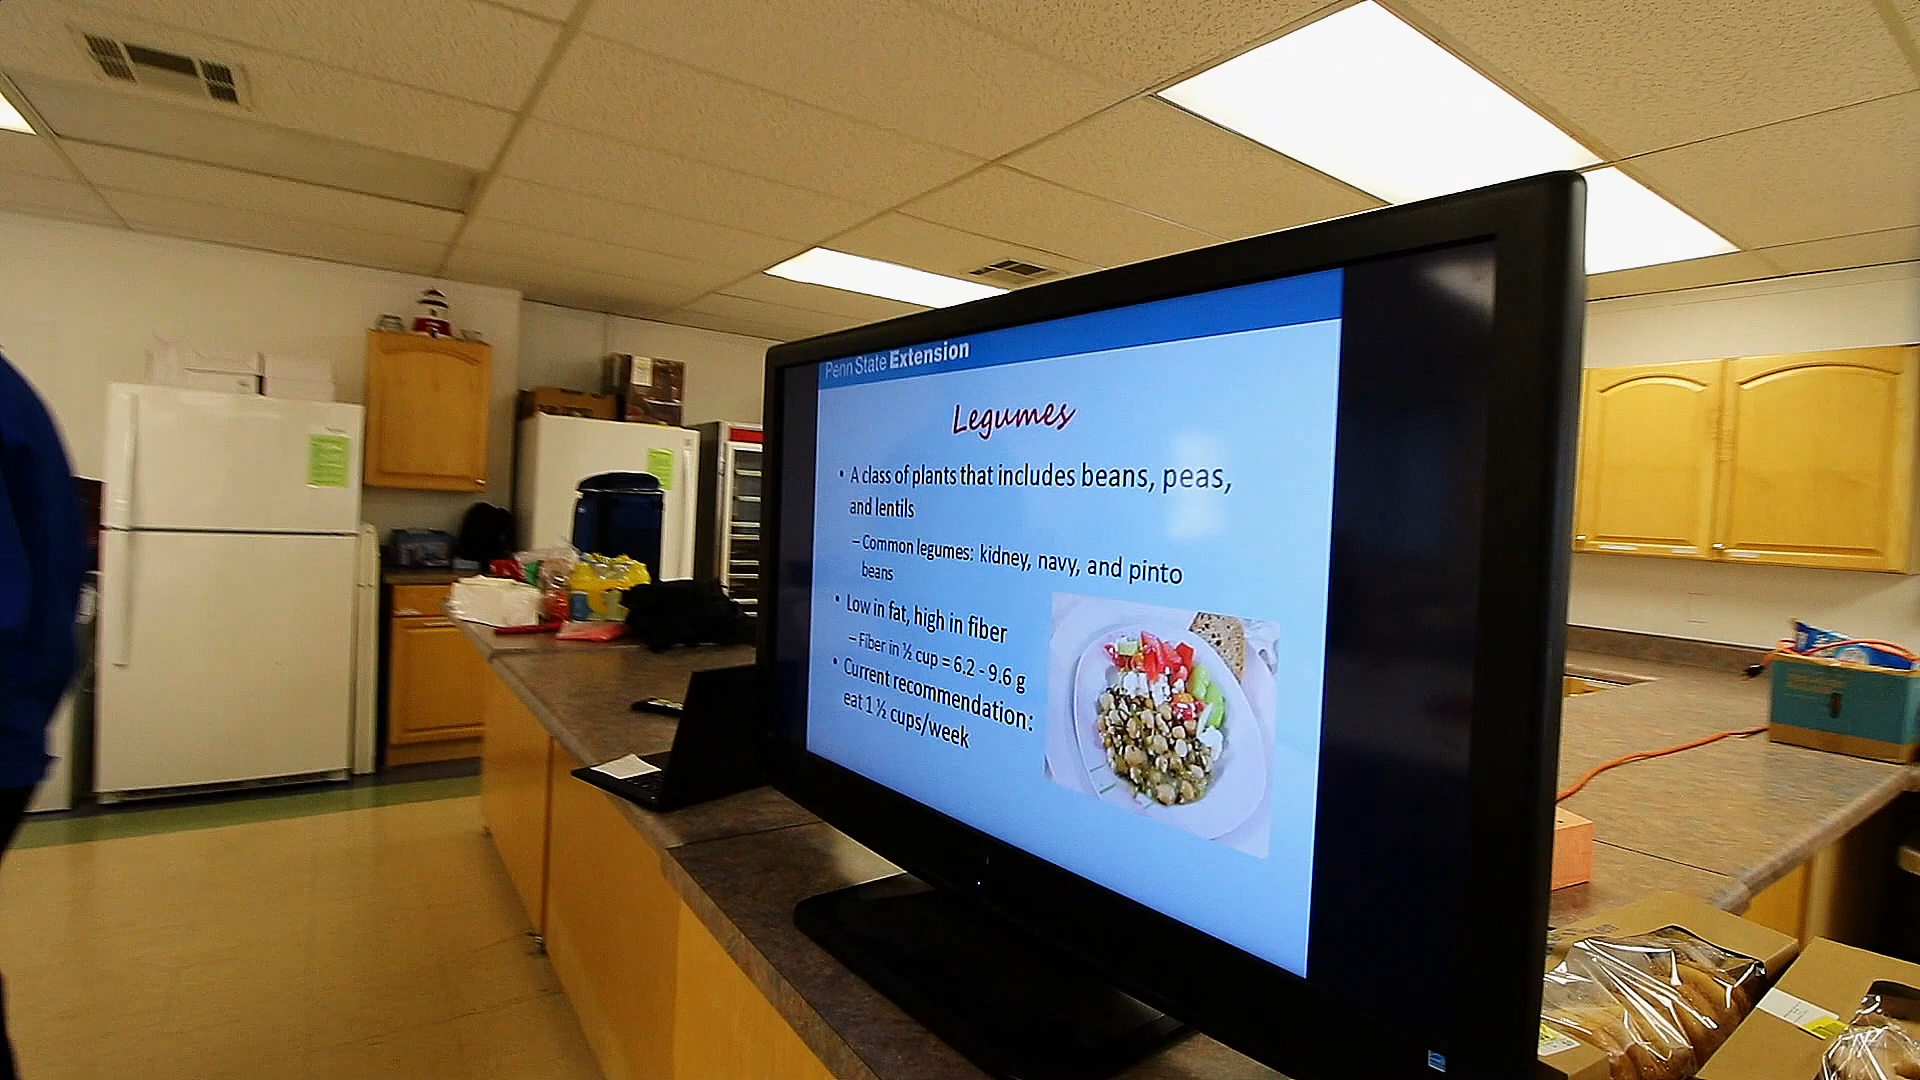 Penn State Extension
Legumes
• A class of plants that includes beans, peas,
and lentils
– Common legumes: kidney, navy, and pinto
beans
• Low in fat, high in fiber
– Fiber in ½ cup = 6.2 - 9.6 g
• Current recommendation:
eat 1 ½ cups/week